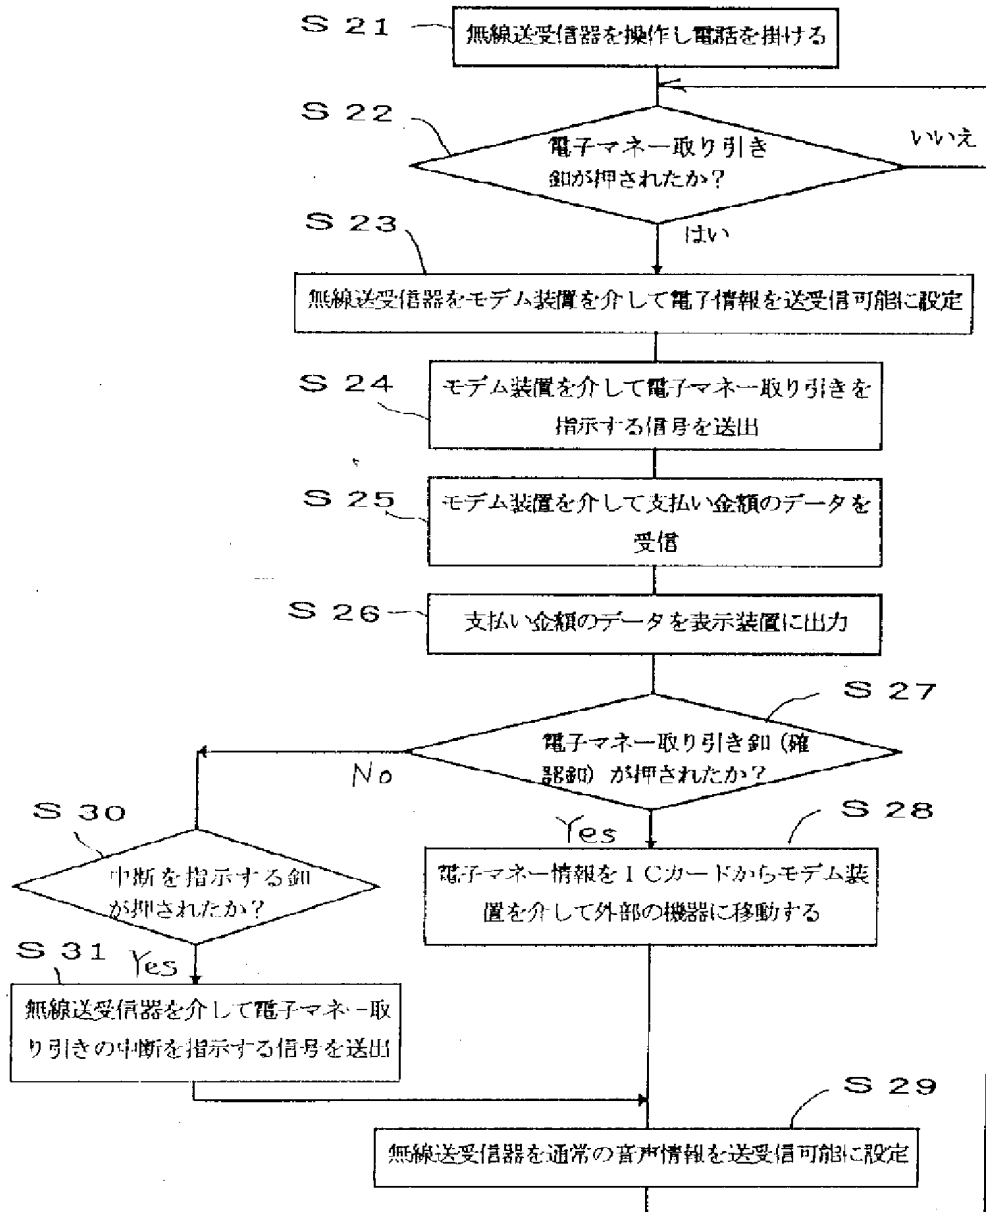 S 21
無線送受信器を操作し電話を掛ける
S 22
電子マネー取り引き
釦が押されたか？
いいえ
はい
S 23
無線送受信器をモデム装置を介して電子情報を送受信可能に設定
S 24
モデム装置を介して電子マネー取り引きを
指示する信号を送出
S 25
モデム装置を介して支払い金額のデータを
受信
S 26
支払い金額のデータを表示装置に出力
S 27
電子マネー取り引き釦（確
認釦）が押されたか？
No
Yes
S 28
電子マネー情報をＩＣカードからモデム装
置を介して外部の機器に移動する
S 30
中断を指示する釦
が押されたか？
Yes
S 31
無線送受信器を介して電子マネー取
り引きの中断を指示する信号を送出
S 29
無線送受信器を通常の音声情報を送受信可能に設定